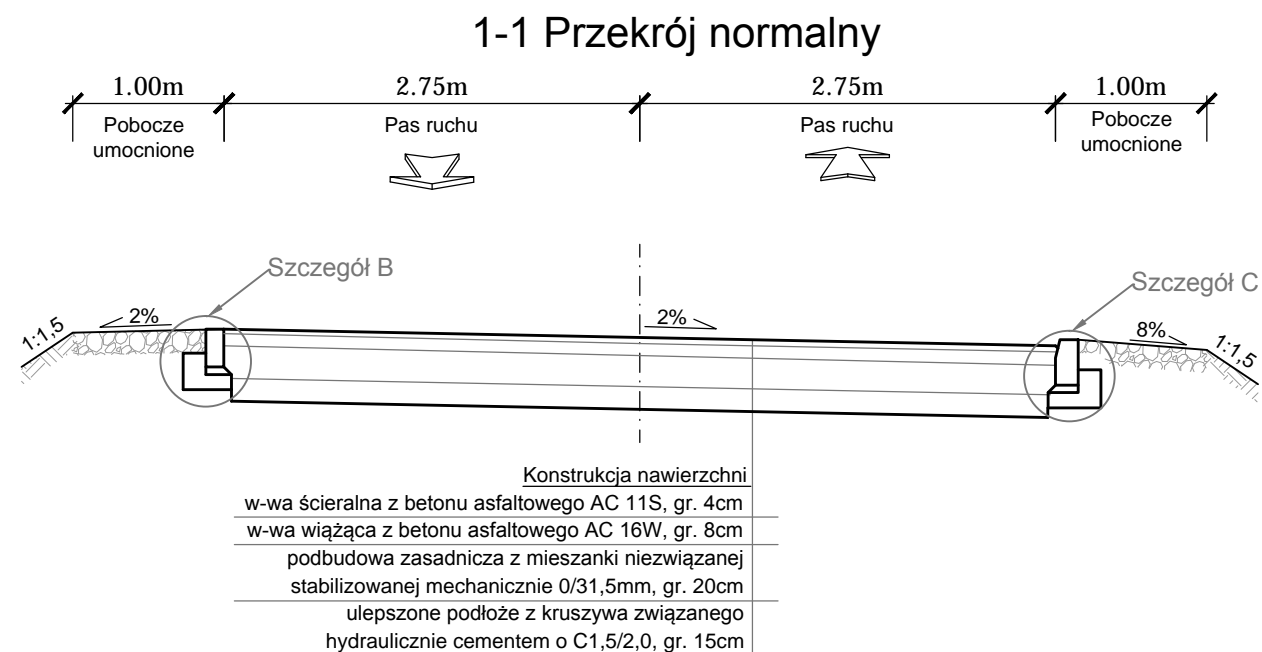 1-1 Przekrój normalny
1.00m
2.75m
2.75m
1.00m
Pobocze
umocnione
Pas ruchu
Pas ruchu
Pobocze
umocnione
Szczegół B
Szczegół C
1:1,5
2%
2%
8%
1:1,5
Konstrukcja nawierzchni
w-wa ścieralna z betonu asfaltowego AC 11S, gr. 4cm
w-wa wiążąca z betonu asfaltowego AC 16W, gr. 8cm
podbudowa zasadnicza z mieszanki niezwiązanej
stabilizowanej mechanicznie 0/31,5mm, gr. 20cm
ulepszone podłoże z kruszywa związanego
hydraulicznie cementem o C1,5/2,0, gr. 15cm